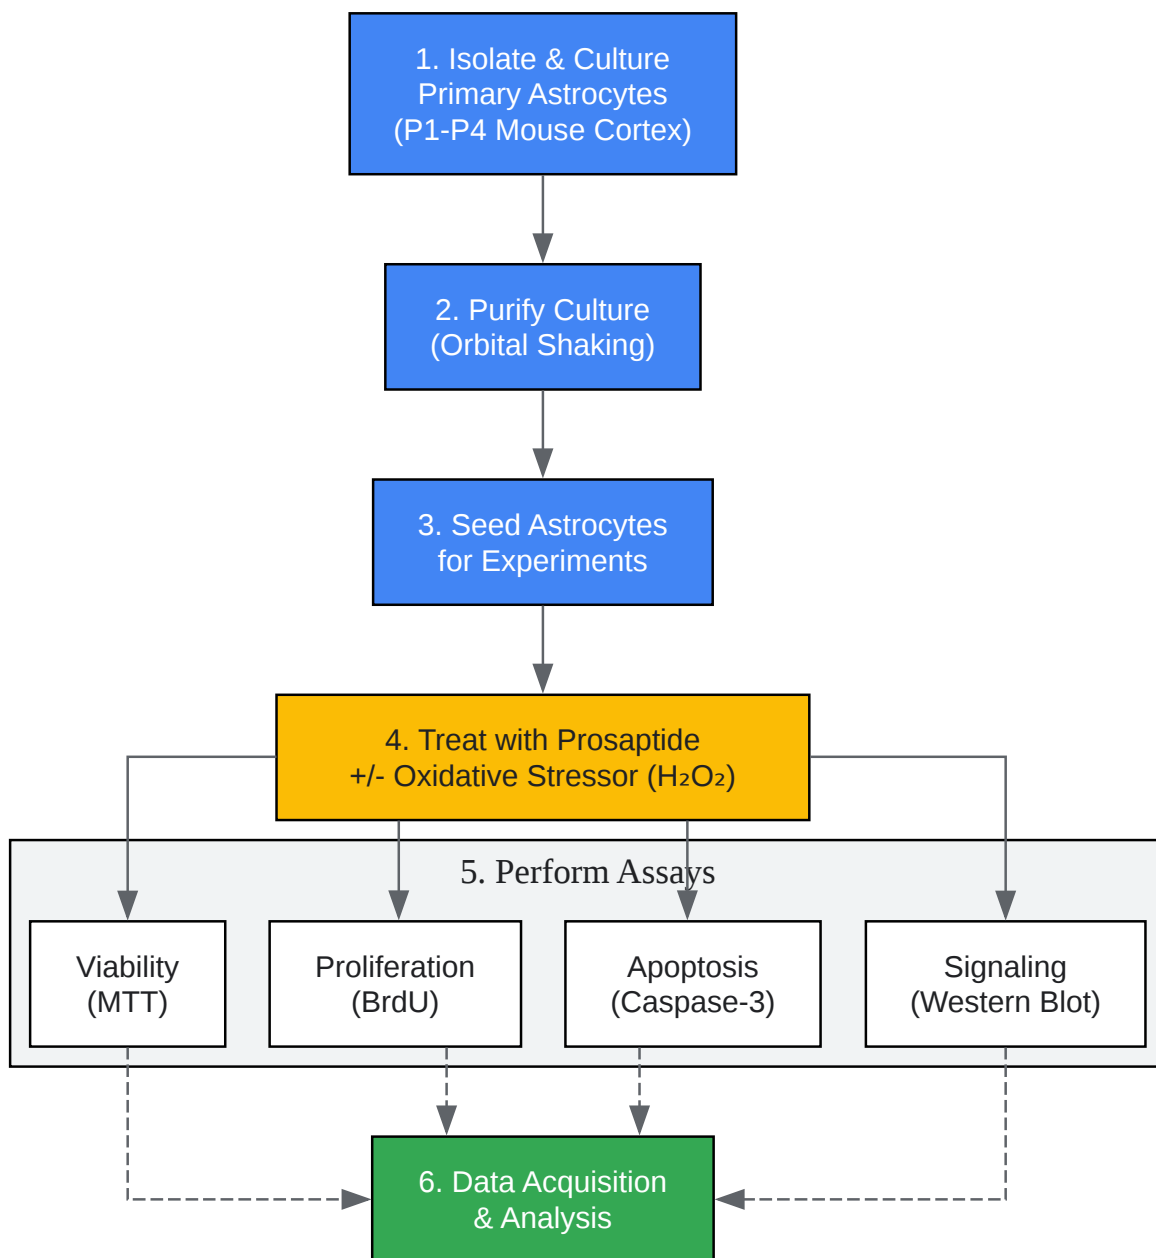 1. Isolate & Culture
Primary Astrocytes
(P1-P4 Mouse Cortex)
2. Purify Culture
(Orbital Shaking)
3. Seed Astrocytes
for Experiments
4. Treat with Prosaptide
+/- Oxidative Stressor (H₂O₂)
5. Perform Assays
Viability
(MTT)
Proliferation
(BrdU)
Apoptosis
(Caspase-3)
Signaling
(Western Blot)
6. Data Acquisition
& Analysis